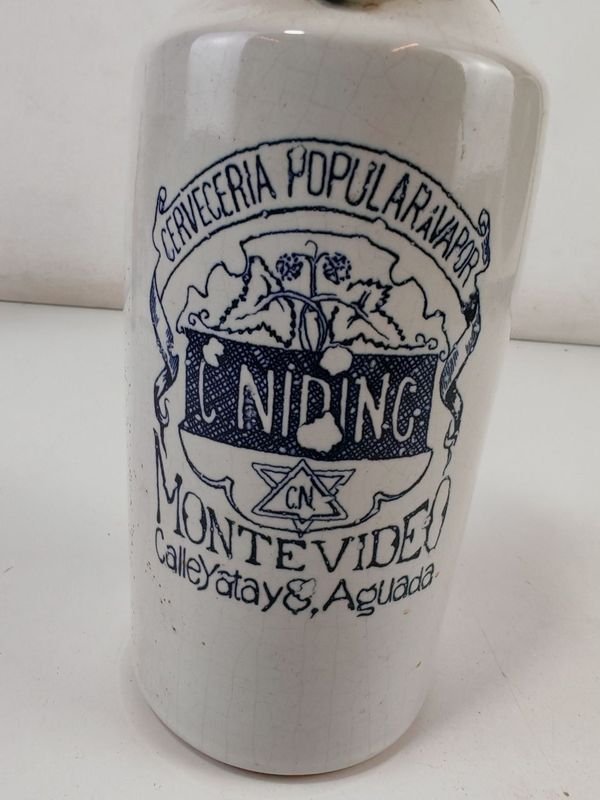 CERVECERIA POPULAR A VAPOR
C NIDING
CN
MONTEVIDEO
Calle Yatay 8, Aguada